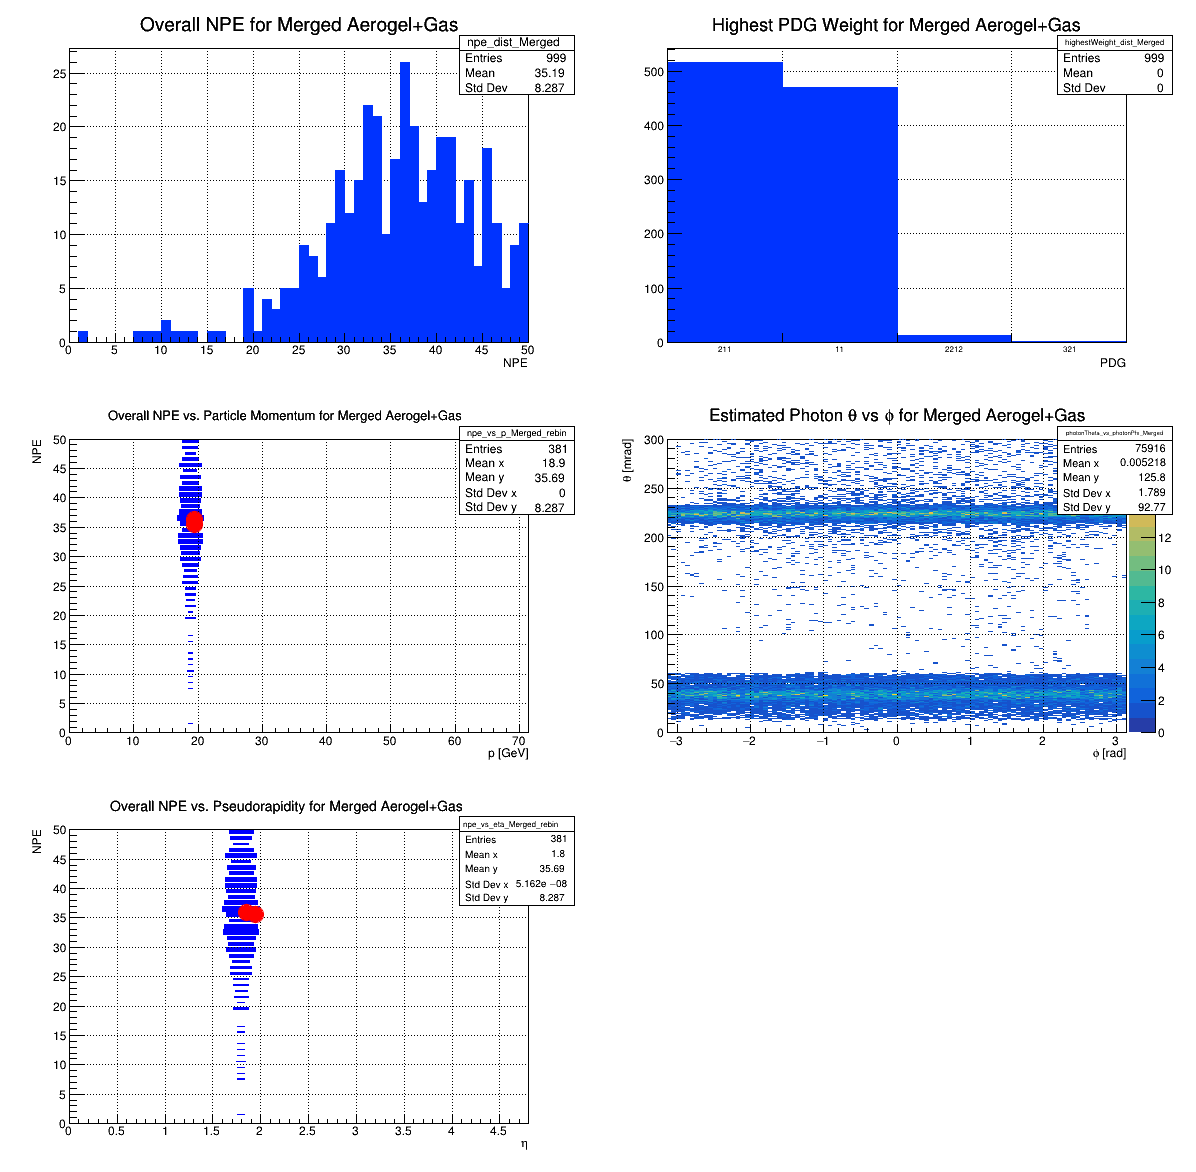 Overall NPE for Merged Aerogel+Gas
npe_dist_Merged
Entries 999
Mean 35.19
Std Dev 8.287
25
20
15
10
5
0
0 5 10 15 20 25 30 35 40 45 50
NPE
Highest PDG Weight for Merged Aerogel+Gas
highestWeight_dist_Merged
Entries 999
Mean 0
Std Dev 0
500
400
300
200
100
0
211 11 2212 321
PDG
Overall NPE vs. Particle Momentum for Merged Aerogel+Gas
NPE
npe_vs_p_Merged_rebin
Entries 381
Mean x 18.9
Mean y 35.69
Std Dev x 0
Std Dev y 8.287
50
45
40
35
30
25
20
15
10
5
0
0 10 20 30 40 50 60 70
p [GeV]
Estimated Photon θ vs ϕ for Merged Aerogel+Gas
θ [mrad]
photonTheta_vs_photonPhi_Merged
Entries 75916
Mean x 0.005218
Mean y 125.8
Std Dev x 1.789
Std Dev y 92.77
300
250
200
150
100
50
0
−3 −2 −1 0 1 2 3
ϕ [rad]
12
10
8
6
4
2
0
Overall NPE vs. Pseudorapidity for Merged Aerogel+Gas
NPE
npe_vs_eta_Merged_rebin
Entries 381
Mean x 1.8
Mean y 35.69
Std Dev x 5.162e −08
Std Dev y 8.287
50
45
40
35
30
25
20
15
10
5
0
0 0.5 1 1.5 2 2.5 3 3.5 4 4.5
η